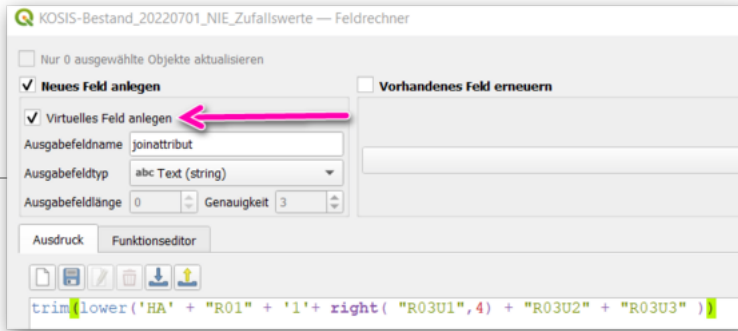 KOSIS-Bestand_20220701_NIE_Zufallswerte — Feldrechner
Nur 0 ausgewählte Objekte aktualisieren
Neues Feld anlegen
Vorhandenes Feld erneuern
Virtuelles Feld anlegen
Ausgabefeldname joinattribut
Ausgabefeldtyp abc Text (string)
Ausgabefeldlänge 0 Genauigkeit 3
Ausdruck Funktionseditor
trim(lower('HA' + "R01" + '1'+ right( "R03U1",4) + "R03U2" + "R03U3" ))